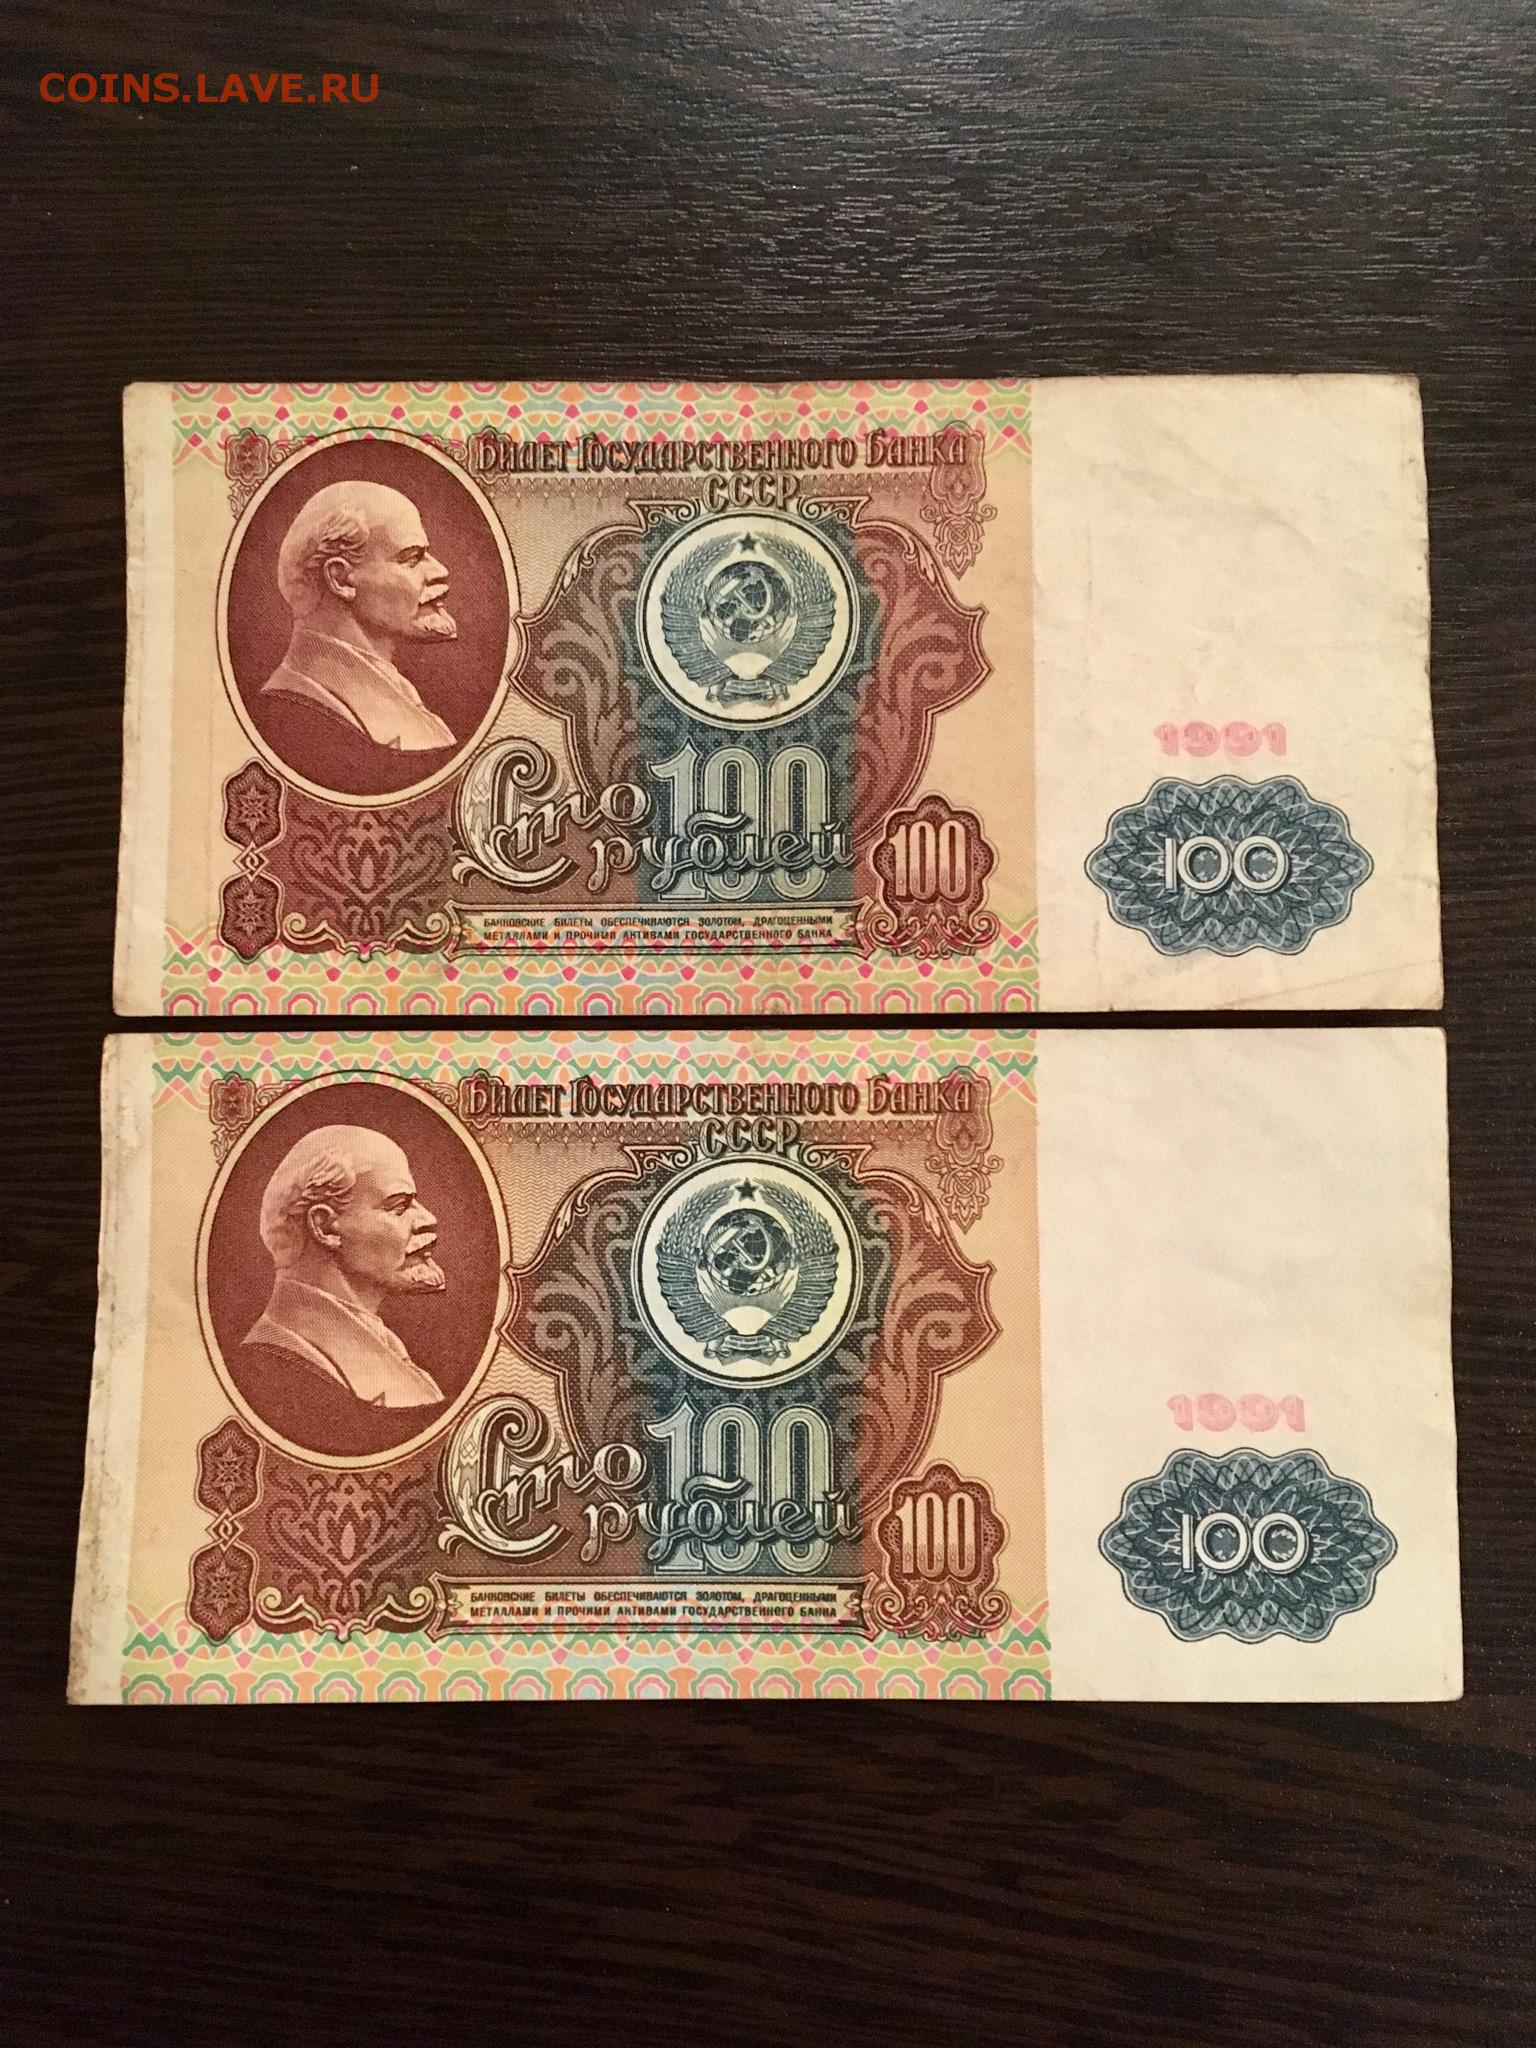 COINS.LAVE.RU
Билет Государственного Банка
СССР
1991
100
Сто
рублей
100
100
БАНКОВСКИЕ БИЛЕТЫ ОБЕСПЕЧИВАЮТСЯ ЗОЛОТОМ, ДРАГОЦЕННЫМИ
МЕТАЛЛАМИ И ПРОЧИМИ АКТИВАМИ ГОСУДАРСТВЕННОГО БАНКА
Билет Государственного Банка
СССР
1991
100
Сто
рублей
100
100
БАНКОВСКИЕ БИЛЕТЫ ОБЕСПЕЧИВАЮТСЯ ЗОЛОТОМ, ДРАГОЦЕННЫМИ
МЕТАЛЛАМИ И ПРОЧИМИ АКТИВАМИ ГОСУДАРСТВЕННОГО БАНКА